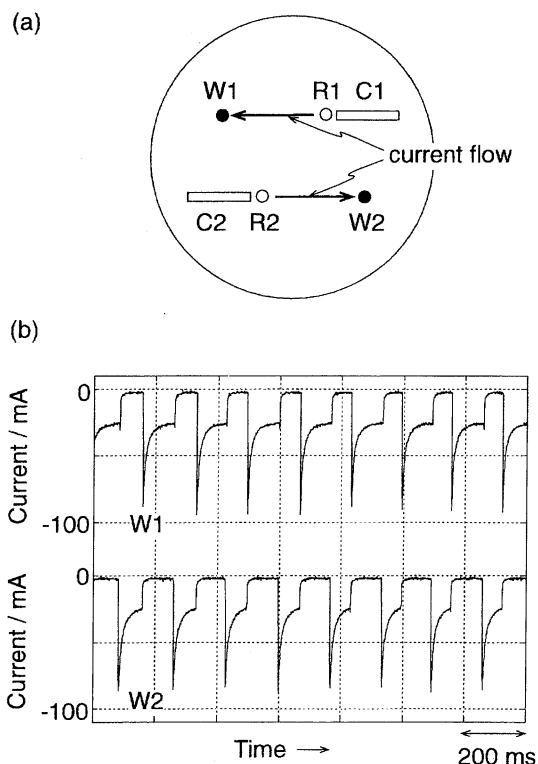 (a)
W1 R1 C1
current flow
C2 R2 W2
(b)
0
Current / mA
-100
W1
0
Current / mA
-100
W2
Time →
200 ms